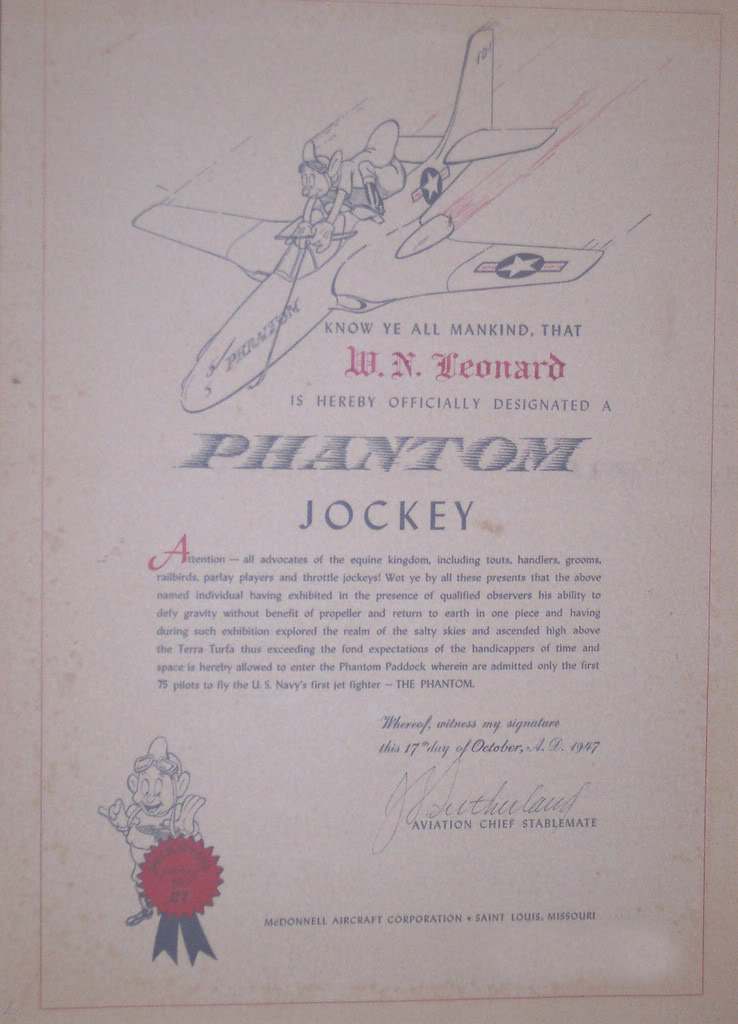 PHANTOM
KNOW YE ALL MANKIND, THAT
W. N. Leonard
IS HEREBY OFFICIALLY DESIGNATED A
PHANTOM
JOCKEY
Attention — all advocates of the equine kingdom, including touts, handlers, grooms,
railbirds, parlay players and throttle jockeys! Wot ye by all these presents that the above
named individual having exhibited in the presence of qualified observers his ability to
defy gravity without benefit of propeller and return to earth in one piece and having
during such exhibition explored the realm of the salty skies and ascended high above
the Terra Turfa thus exceeding the fond expectations of the handicappers of time and
space is hereby allowed to enter the Phantom Paddock wherein are admitted only the first
75 pilots to fly the U. S. Navy's first jet fighter — THE PHANTOM.
Whereof, witness my signature
this 17th day of October, A. D. 1947
Sutherland
AVIATION CHIEF STABLEMATE
McDONNELL AIRCRAFT CORPORATION • SAINT LOUIS, MISSOURI